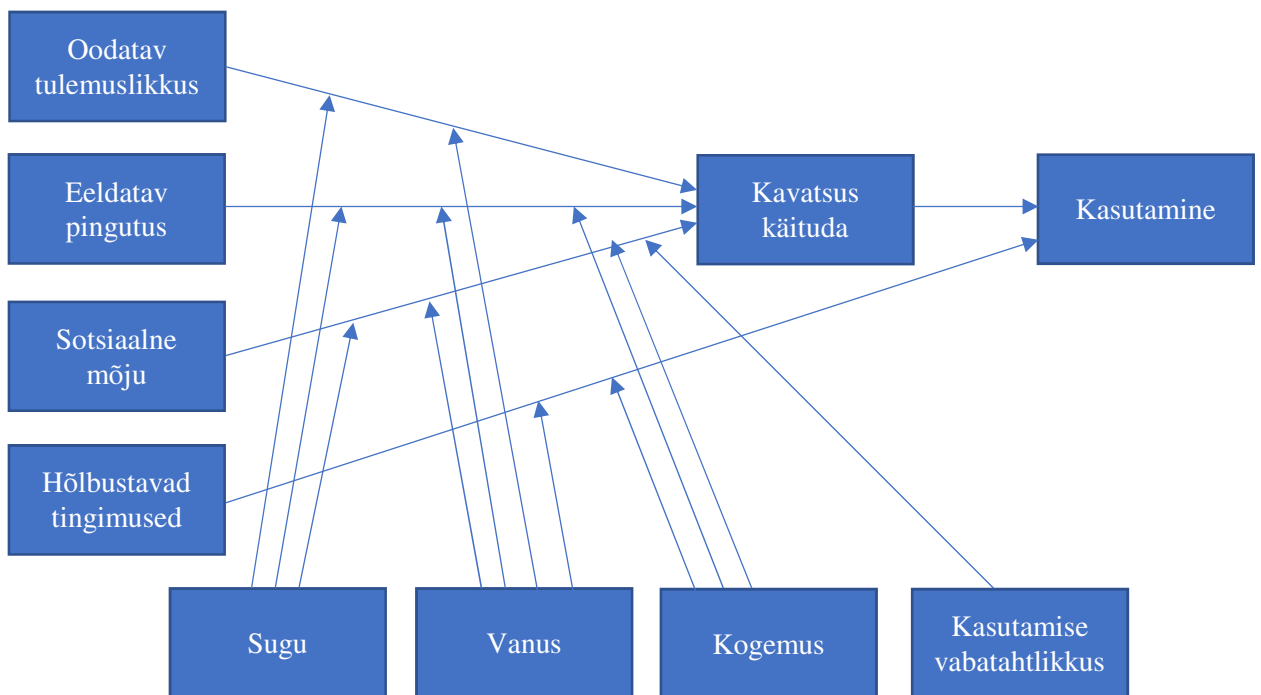 Oodatav
tulemuslikkus
Eeldatav
pingutus
Kavatsus
käituda
Kasutamine
Sotsiaalne
mõju
Hõlbustavad
tingimused
Sugu
Vanus
Kogemus
Kasutamise
vabatahtlikkus